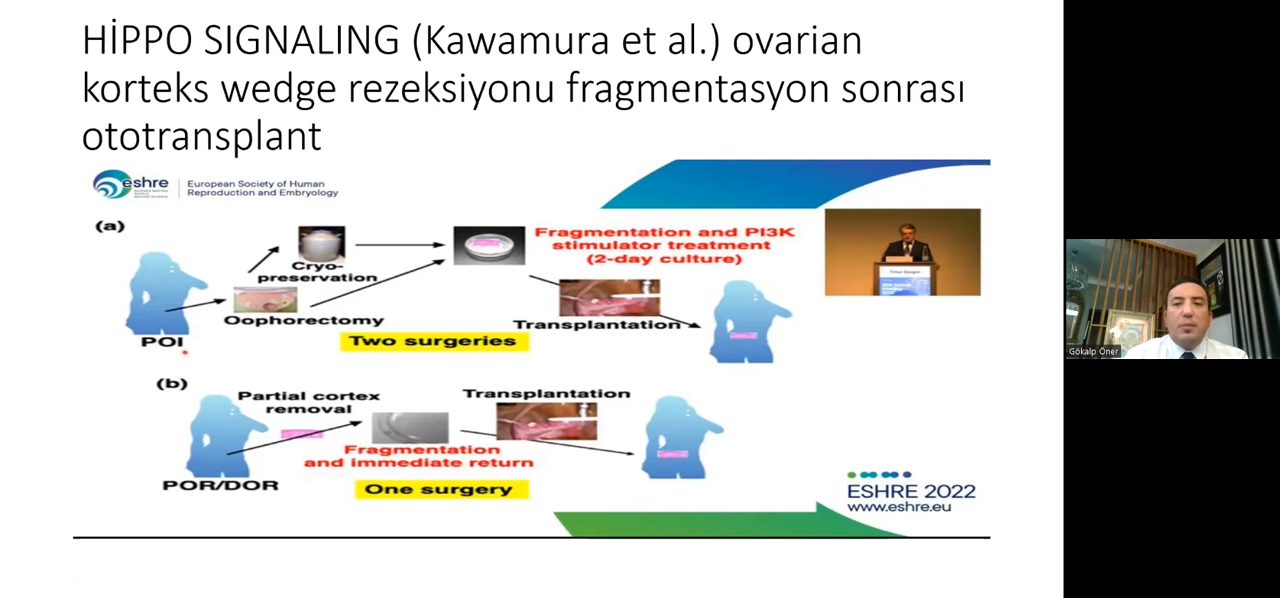 HİPPO SIGNALING (Kawamura et al.) ovarian
korteks wedge rezeksiyonu fragmentasyon sonrası
ototransplant
eshre
European Society of Human
Reproduction and Embryology
(a)
Cryo-
preservation
Oophorectomy
POI
Two surgeries
Fragmentation and PI3K
stimulator treatment
(2-day culture)
Transplantation
(b)
Partial cortex
removal
Transplantation
Fragmentation
and immediate return
POR/DOR
One surgery
ESHRE 2022
www.eshre.eu
Gökalp Öner